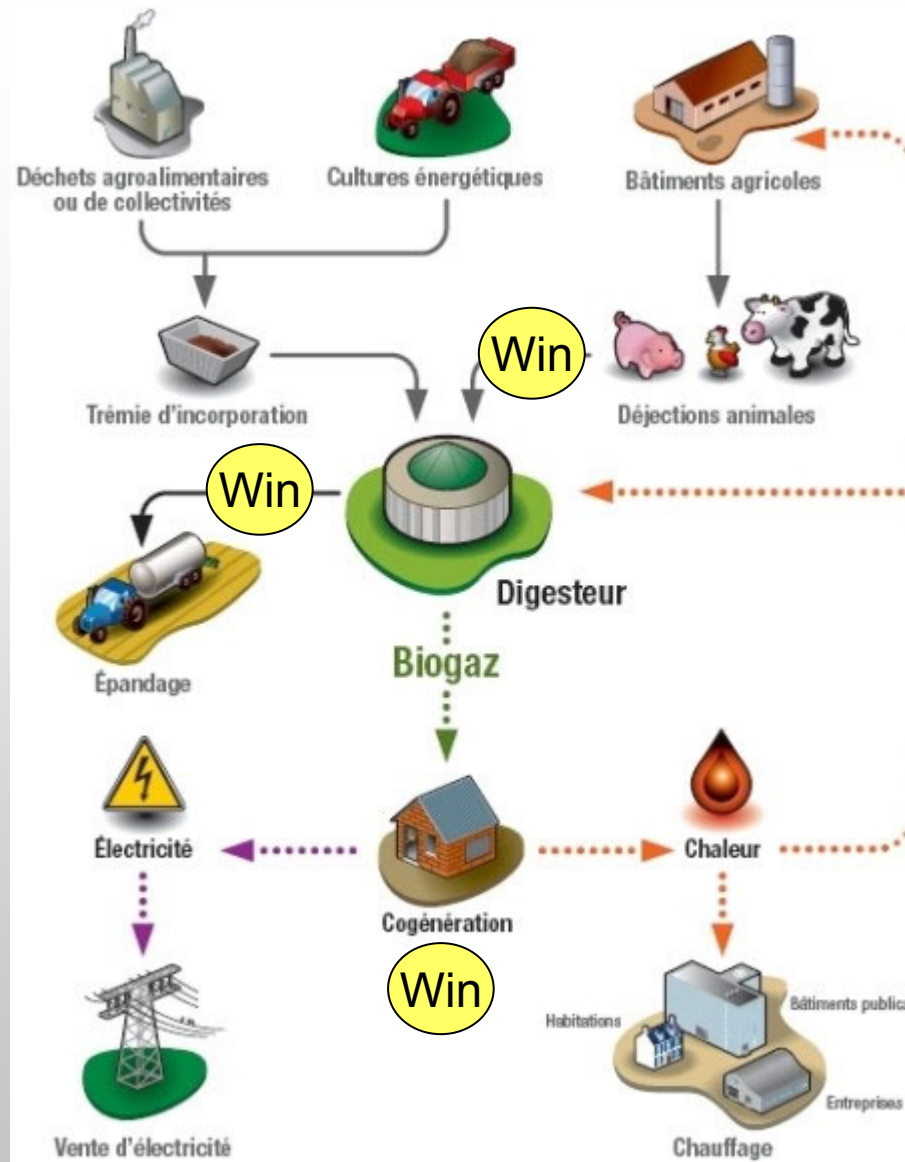 Déchets agroalimentaires
ou de collectivités
Cultures énergétiques
Bâtiments agricoles
Win
Trémie d'incorporation
Déjections animales
Win
Digesteur
Biogaz
Épandage
Électricité
Chaleur
Cogénération
Win
Habitations
Bâtiments public
Entreprises
Vente d'électricité
Chauffage